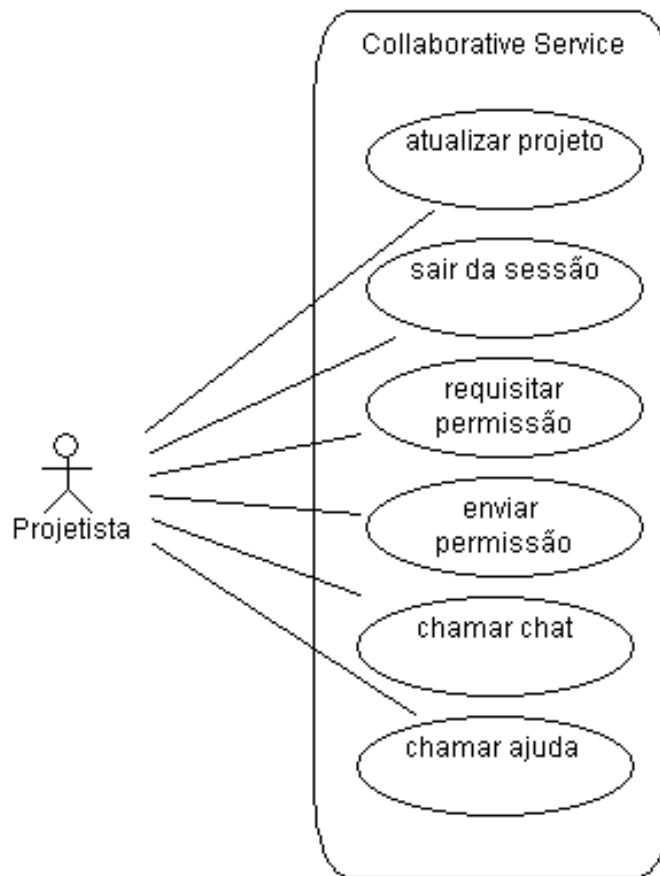 Collaborative Service
atualizar projeto
sair da sessão
requisitar
permissão
enviar
permissão
Projetista
chamar chat
chamar ajuda